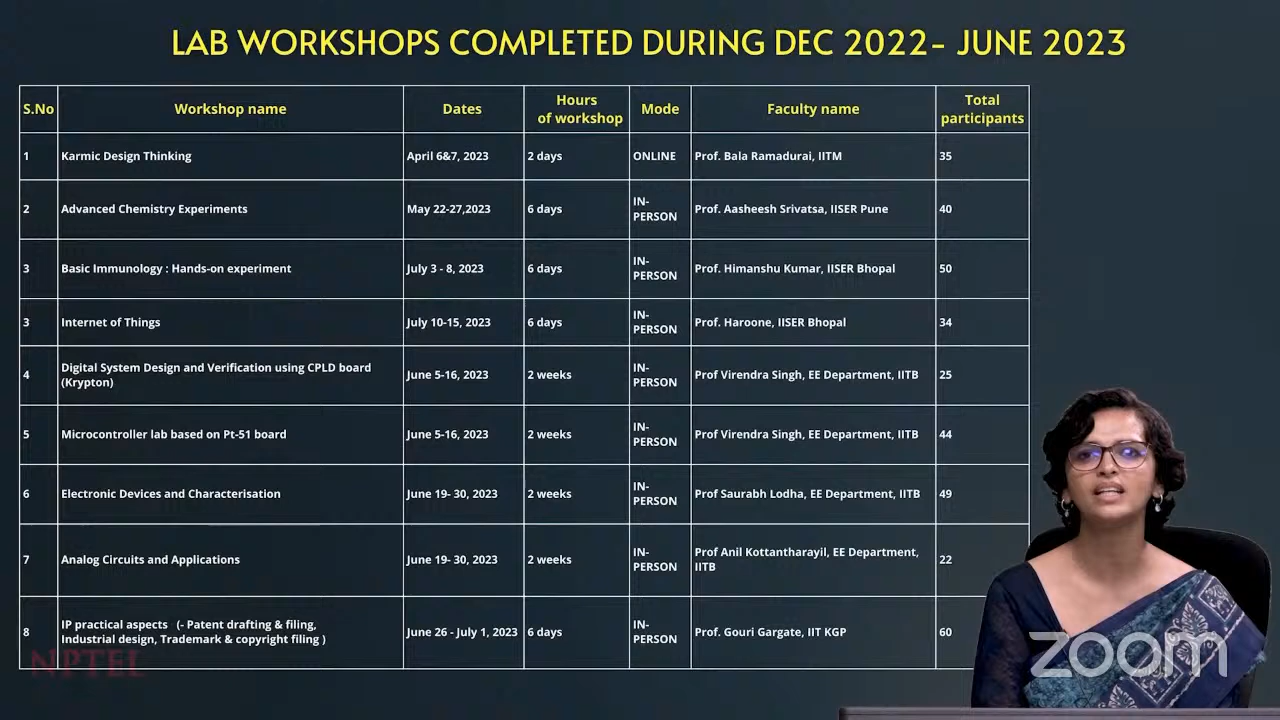 LAB WORKSHOPS COMPLETED DURING DEC 2022- JUNE 2023
S.No Workshop name Dates Hours of workshop Mode Faculty name Total participants
1 Karmic Design Thinking April 6&7, 2023 2 days ONLINE Prof. Bala Ramadurai, IITM 35
2 Advanced Chemistry Experiments May 22-27,2023 6 days IN-PERSON Prof. Aasheesh Srivatsa, IISER Pune 40
3 Basic Immunology : Hands-on experiment July 3 - 8, 2023 6 days IN-PERSON Prof. Himanshu Kumar, IISER Bhopal 50
3 Internet of Things July 10-15, 2023 6 days IN-PERSON Prof. Haroone, IISER Bhopal 34
4 Digital System Design and Verification using CPLD board (Krypton) June 5-16, 2023 2 weeks IN-PERSON Prof Virendra Singh, EE Department, IITB 25
5 Microcontroller lab based on Pt-51 board June 5-16, 2023 2 weeks IN-PERSON Prof Virendra Singh, EE Department, IITB 44
6 Electronic Devices and Characterisation June 19- 30, 2023 2 weeks IN-PERSON Prof Saurabh Lodha, EE Department, IITB 49
7 Analog Circuits and Applications June 19- 30, 2023 2 weeks IN-PERSON Prof Anil Kottantharayil, EE Department, IITB 22
8 IP practical aspects (- Patent drafting & filing, Industrial design, Trademark & copyright filing ) June 26 - July 1, 2023 6 days IN-PERSON Prof. Gouri Gargate, IIT KGP 60
NPTEL
zoom